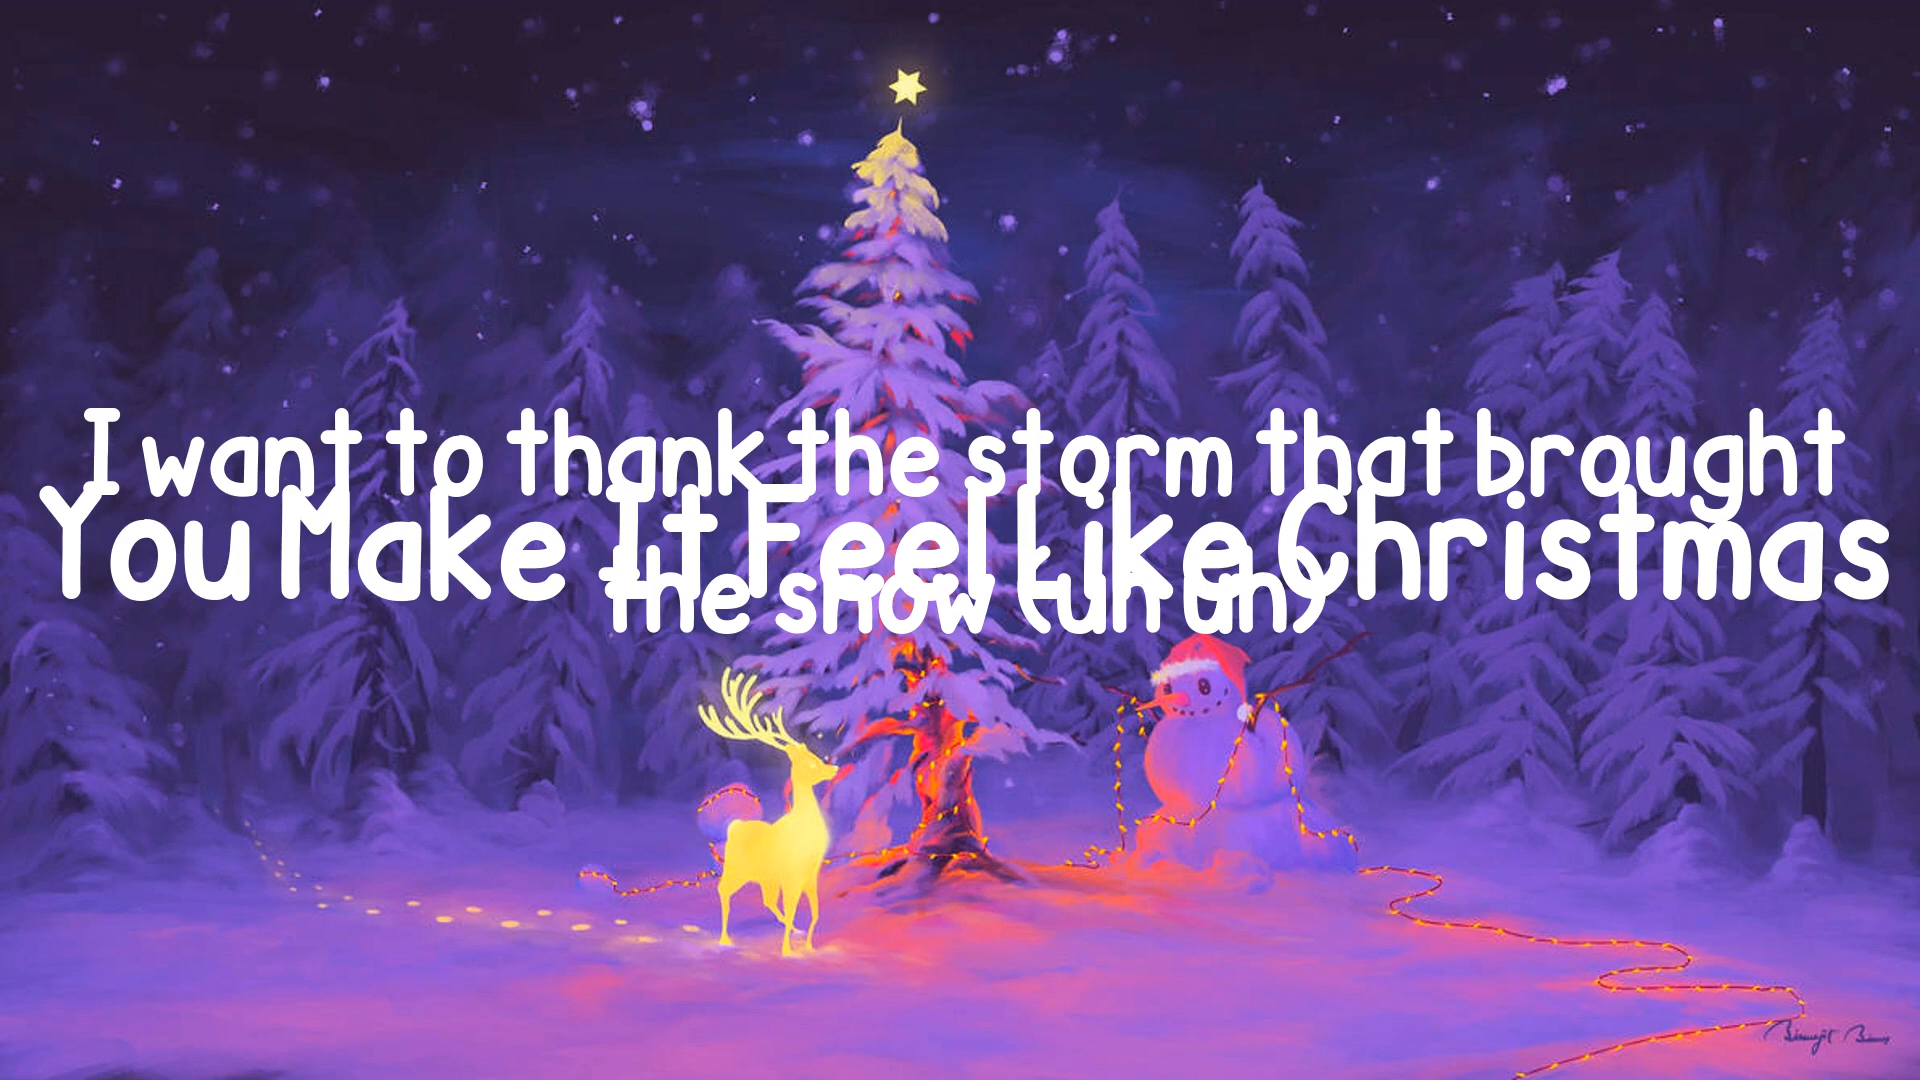 I want to thank the storm that brought
You Make It Feel Like Christmas
the snow (uh uh)